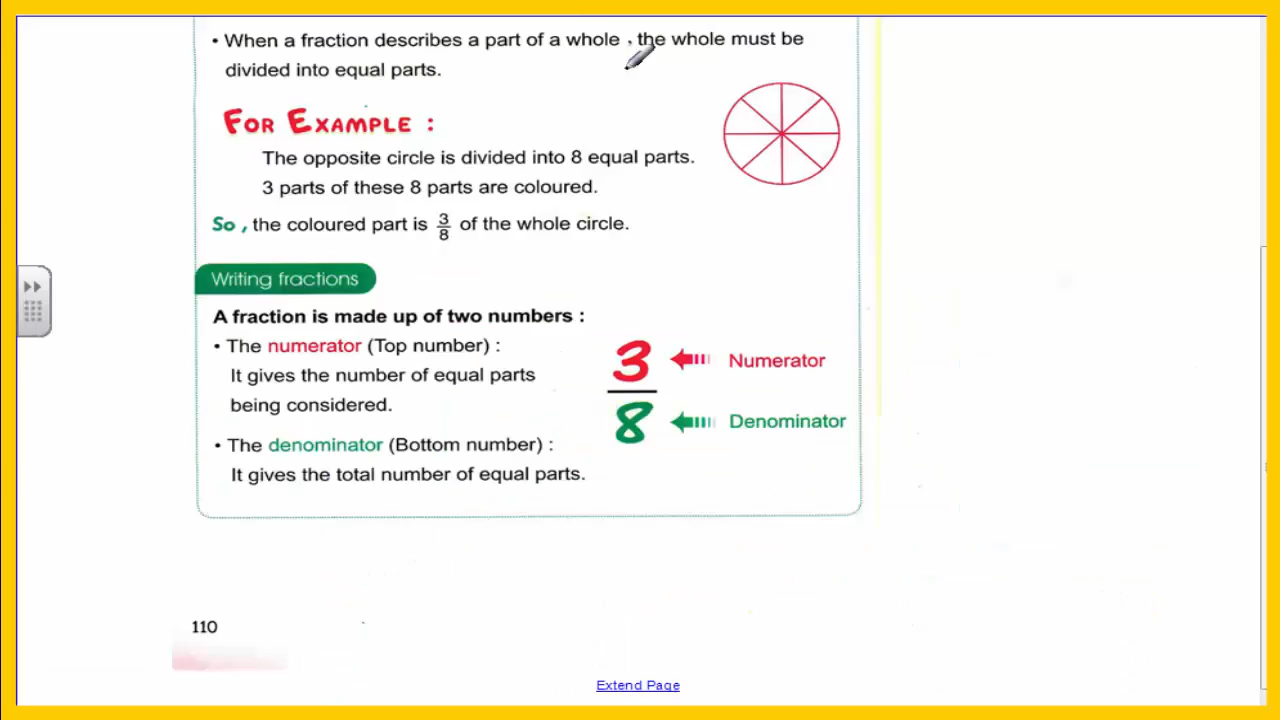 • When a fraction describes a part of a whole , the whole must be
divided into equal parts.
FOR EXAMPLE :
The opposite circle is divided into 8 equal parts.
3 parts of these 8 parts are coloured.
So , the coloured part is 3/8 of the whole circle.
Writing fractions
A fraction is made up of two numbers :
• The numerator (Top number) :
It gives the number of equal parts
being considered.
• The denominator (Bottom number) :
It gives the total number of equal parts.
3 Numerator
8 Denominator
110
Extend Page